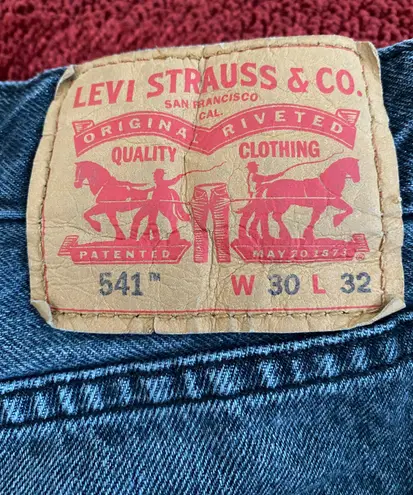 LEVI STRAUSS & CO.
SAN FRANCISCO
CAL.
ORIGINAL RIVETED
QUALITY CLOTHING
PATENTED MAY 20 1873
541™ W 30 L 32